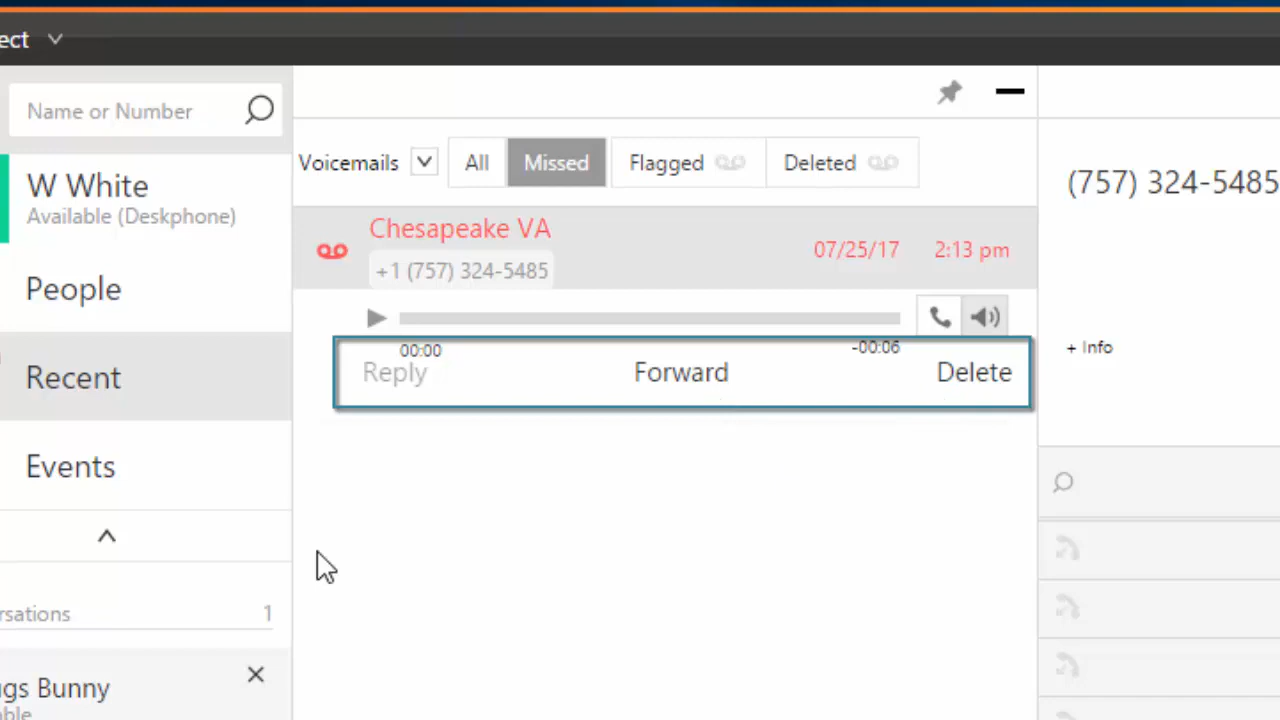 ect
Name or Number
W White
Available (Deskphone)
People
Recent
Events
rsations 1
gs Bunny
ble
Voicemails All Missed Flagged Deleted
Chesapeake VA
+1 (757) 324-5485
07/25/17 2:13 pm
00:00 -00:06
Reply Forward Delete
(757) 324-5485
+ Info